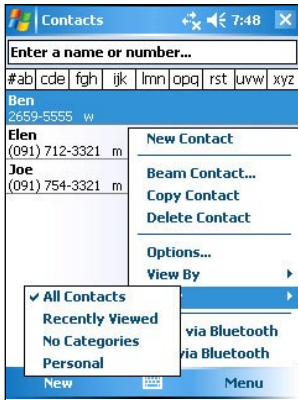 Contacts 7:48
Enter a name or number...
#ab cde fgh ijk lmn opq rst uvw xyz
Ben
2659-5555 w
Elen
(091) 712-3321 m
Joe
(091) 754-3321 m
New Contact
Beam Contact...
Copy Contact
Delete Contact
Options...
View By
All Contacts
Recently Viewed
No Categories
Personal
via Bluetooth
via Bluetooth
New Menu